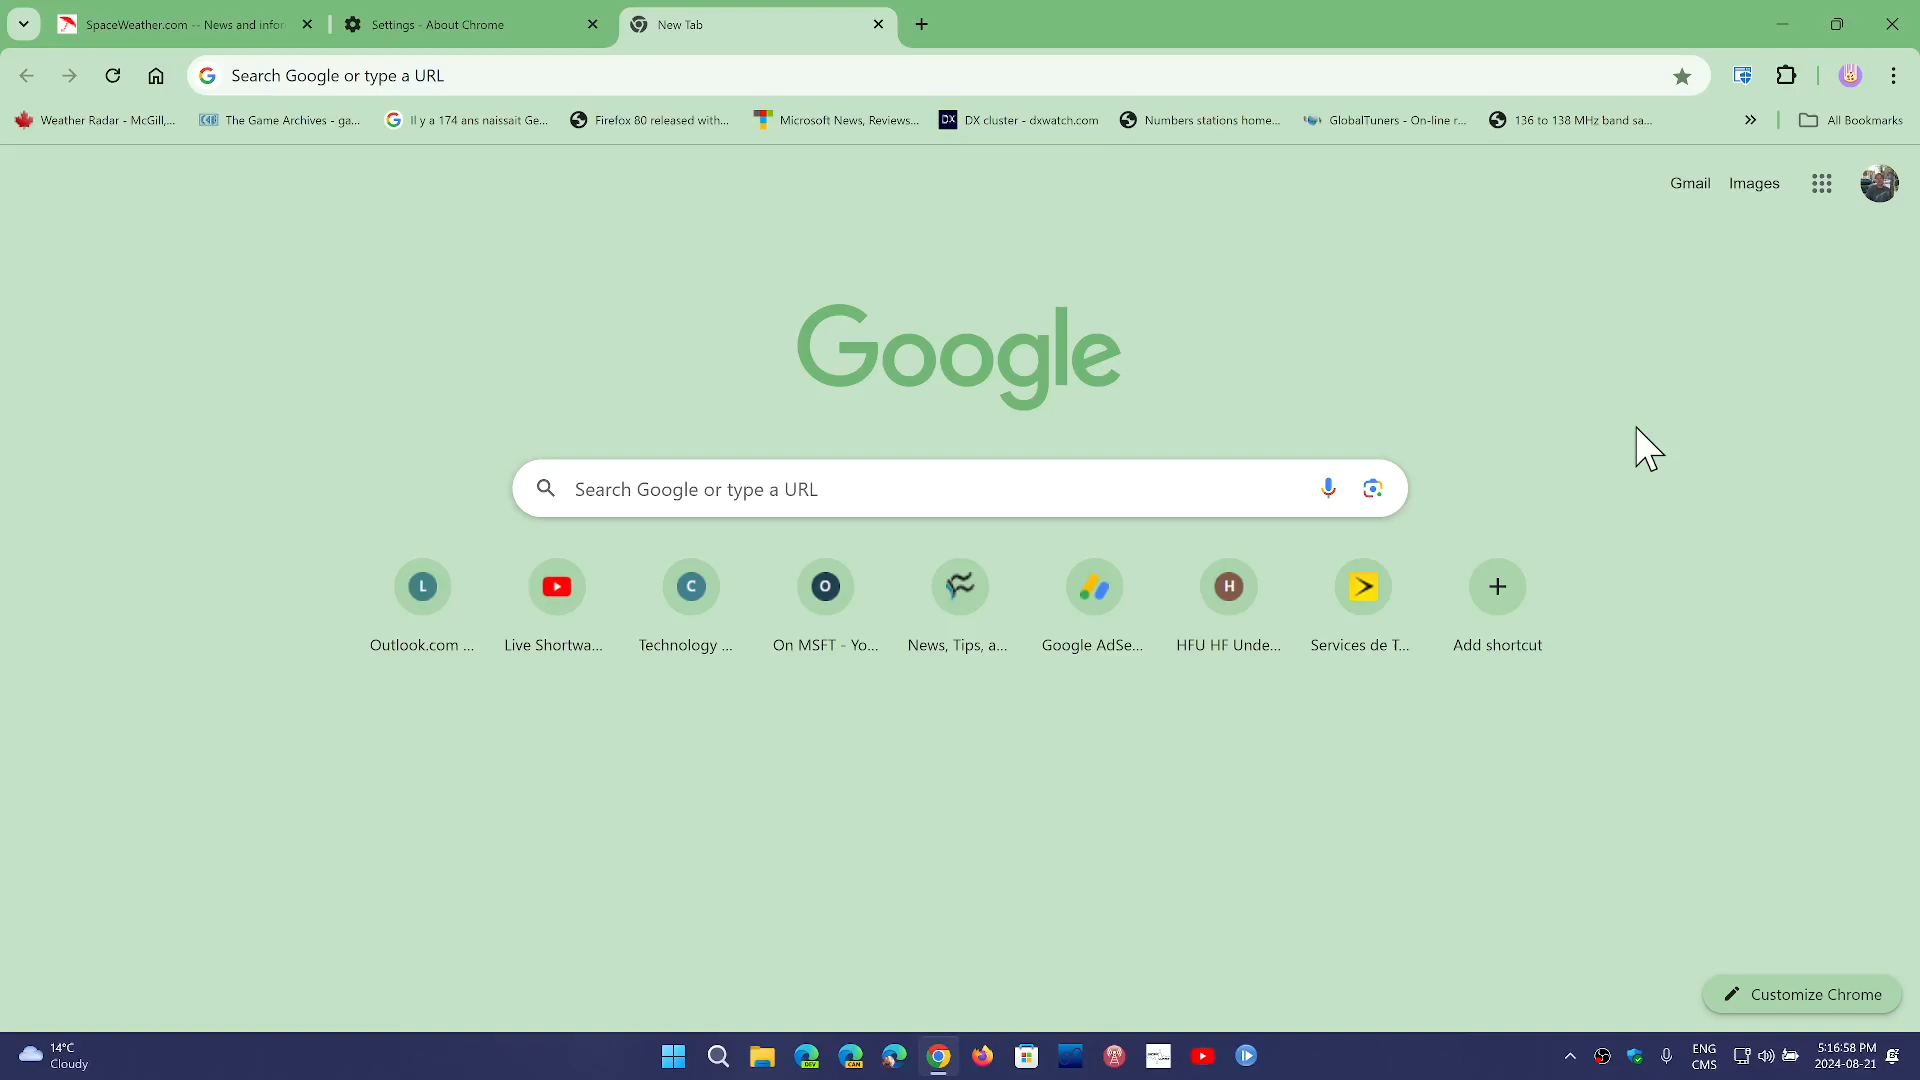 SpaceWeather.com -- News and infor
Settings - About Chrome
New Tab
Search Google or type a URL
Weather Radar - McGill,...
The Game Archives - ga...
Il y a 174 ans naissait Ge...
Firefox 80 released with...
Microsoft News, Reviews...
DX
DX cluster - dxwatch.com
Numbers stations home...
GlobalTuners - On-line r...
136 to 138 MHz band sa...
All Bookmarks
Gmail
Images
Google
Search Google or type a URL
L
C
O
H
Outlook.com ...
Live Shortwa...
Technology ...
On MSFT - Yo...
News, Tips, a...
Google AdSe...
HFU HF Unde...
Services de T...
Add shortcut
Customize Chrome
14°C
Cloudy
DEV
CAN
ENG
CMS
5:16:58 PM
2024-08-21